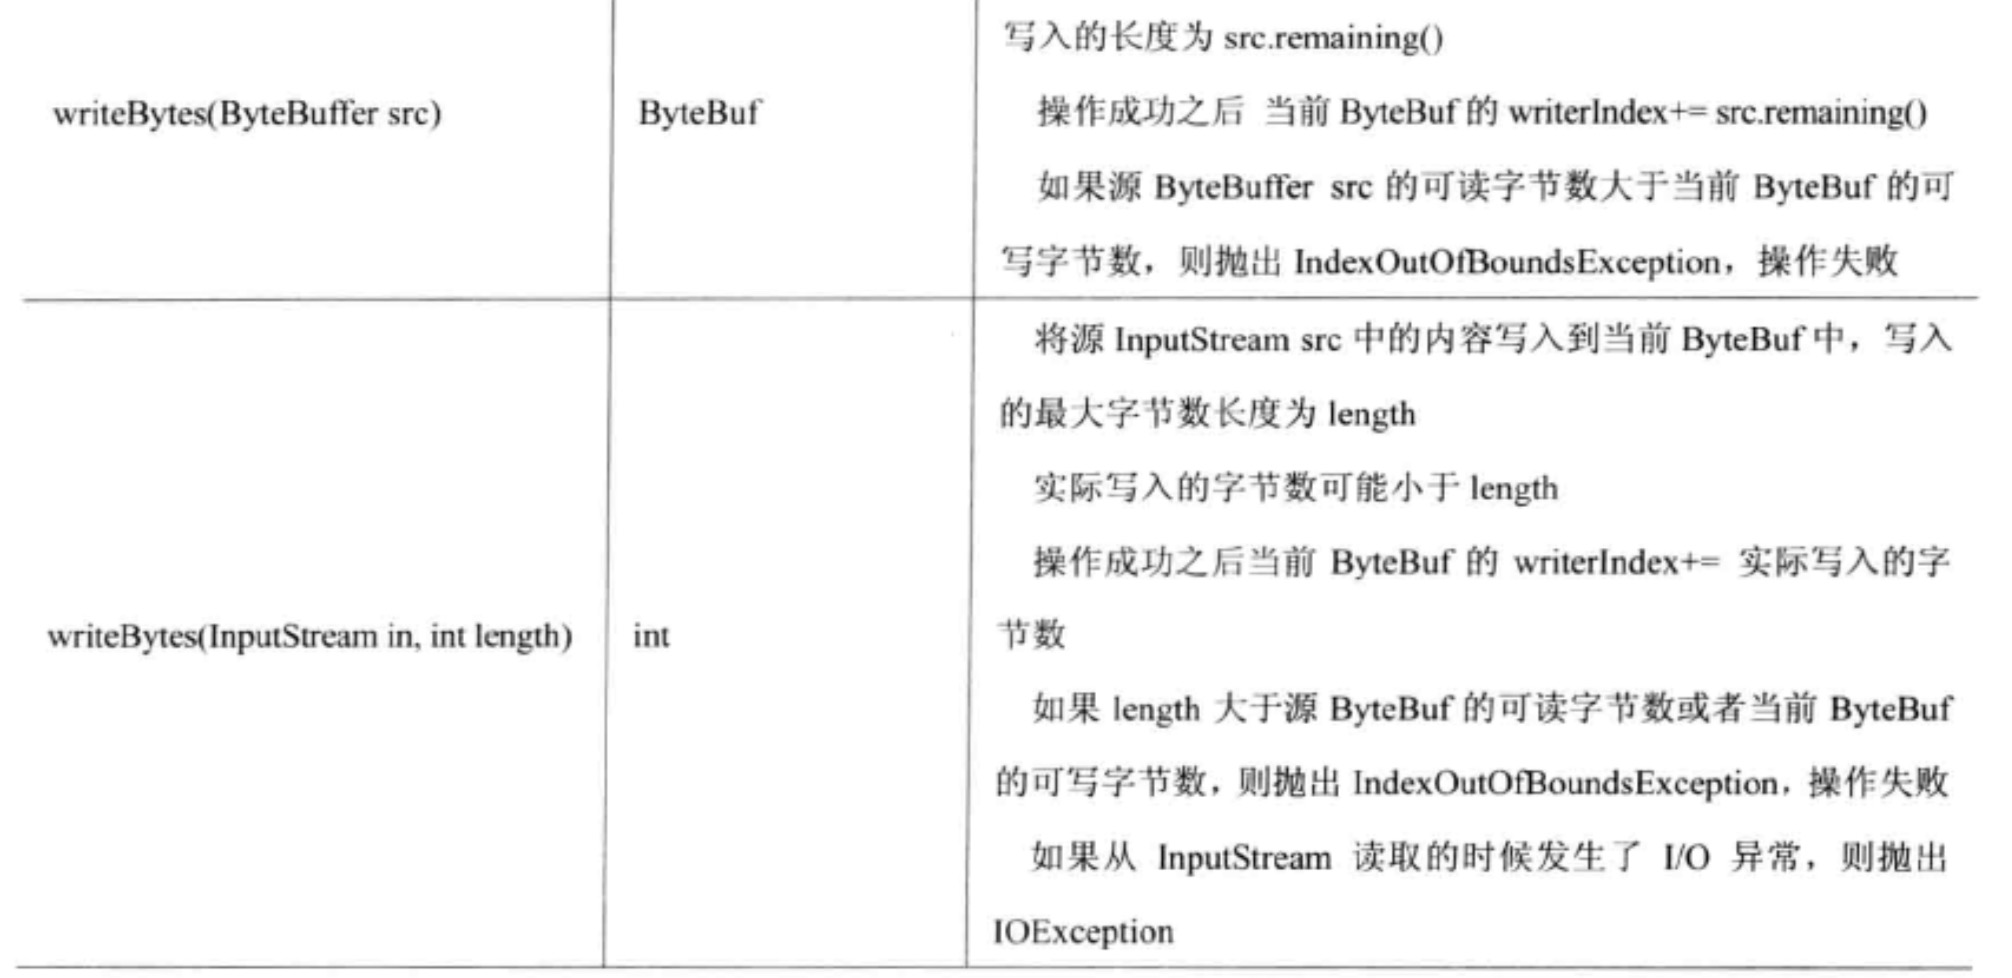 写入的长度为 src.remaining()
writeBytes(ByteBuffer src)
ByteBuf
操作成功之后 当前 ByteBuf 的 writerIndex+= src.remaining()
如果源 ByteBuffer src 的可读字节数大于当前 ByteBuf 的可
写字节数，则抛出 IndexOutOfBoundsException，操作失败
将源 InputStream src 中的内容写入到当前 ByteBuf 中，写入
的最大字节数长度为 length
实际写入的字节数可能小于 length
操作成功之后当前 ByteBuf 的 writerIndex+= 实际写入的字
节数
writeBytes(InputStream in, int length)
int
如果 length 大于源 ByteBuf 的可读字节数或者当前 ByteBuf
的可写字节数，则抛出 IndexOutOfBoundsException，操作失败
如果从 InputStream 读取的时候发生了 I/O 异常，则抛出
IOException